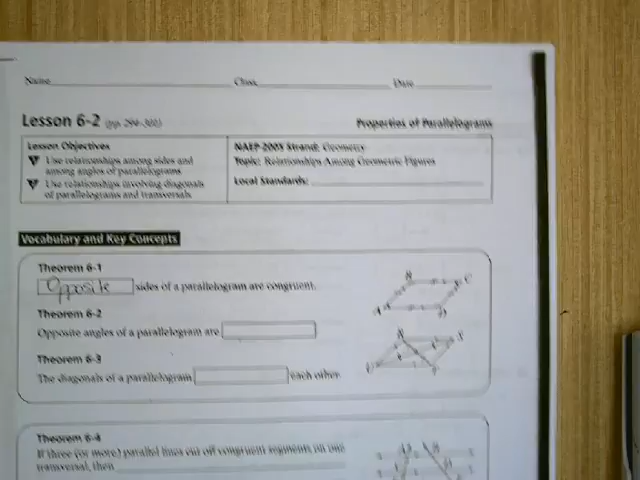 Name Class Date
Lesson 6-2 (pp. 294-301) Properties of Parallelograms
Lesson Objectives
1 Use relationships among sides and
among angles of parallelograms
2 Use relationships involving diagonals
of parallelograms and transversals
NAEP 2005 Strand: Geometry
Topic: Relationships Among Geometric Figures
Local Standards:
Vocabulary and Key Concepts
Theorem 6-1
Opposite sides of a parallelogram are congruent.
Theorem 6-2
Opposite angles of a parallelogram are
Theorem 6-3
The diagonals of a parallelogram each other
Theorem 6-4
If three (or more) parallel lines cut off congruent segments on one
transversal, then